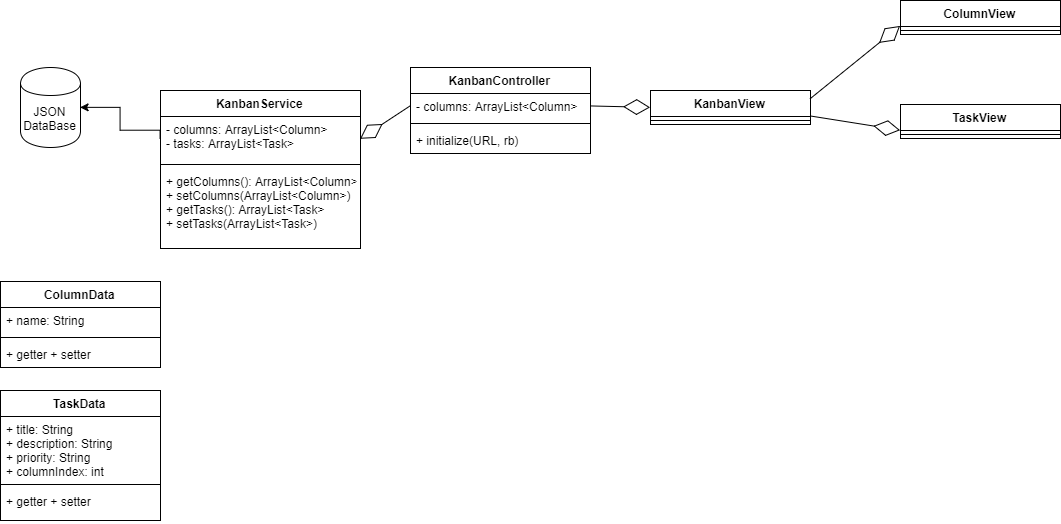 ColumnView
JSON
DataBase
KanbanService
- columns: ArrayList<Column>
- tasks: ArrayList<Task>
+ getColumns(): ArrayList<Column>
+ setColumns(ArrayList<Column>)
+ getTasks(): ArrayList<Task>
+ setTasks(ArrayList<Task>)
KanbanController
- columns: ArrayList<Column>
+ initialize(URL, rb)
KanbanView
TaskView
ColumnData
+ name: String
+ getter + setter
TaskData
+ title: String
+ description: String
+ priority: String
+ columnIndex: int
+ getter + setter